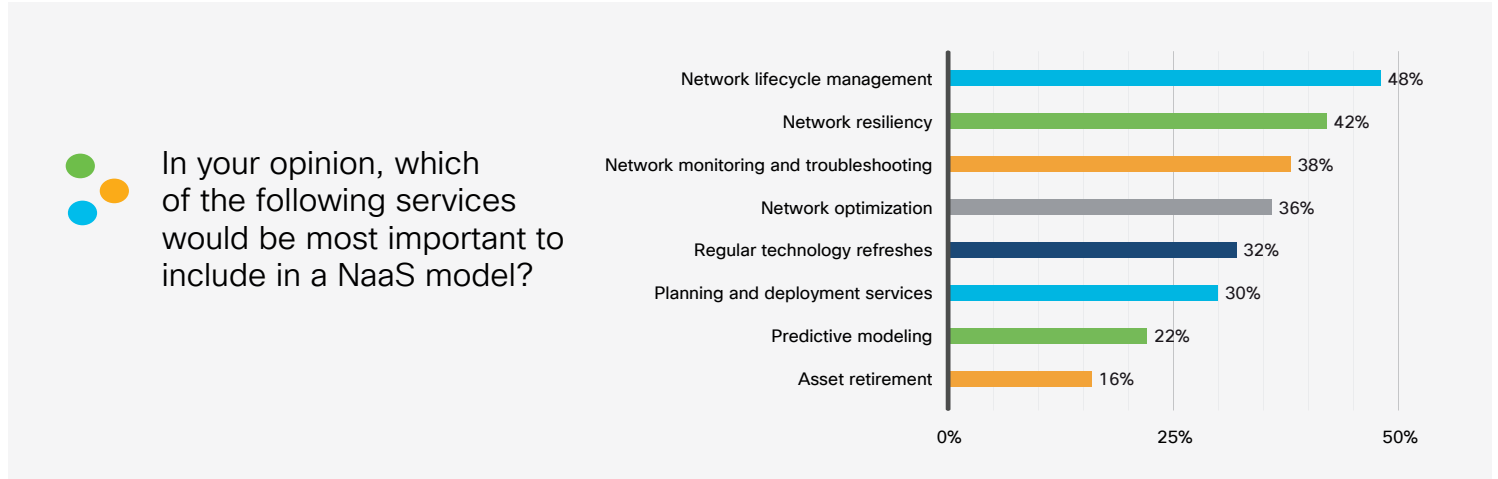 In your opinion, which
of the following services
would be most important to
include in a NaaS model?
Network lifecycle management 48%
Network resiliency 42%
Network monitoring and troubleshooting 38%
Network optimization 36%
Regular technology refreshes 32%
Planning and deployment services 30%
Predictive modeling 22%
Asset retirement 16%
0% 25% 50%